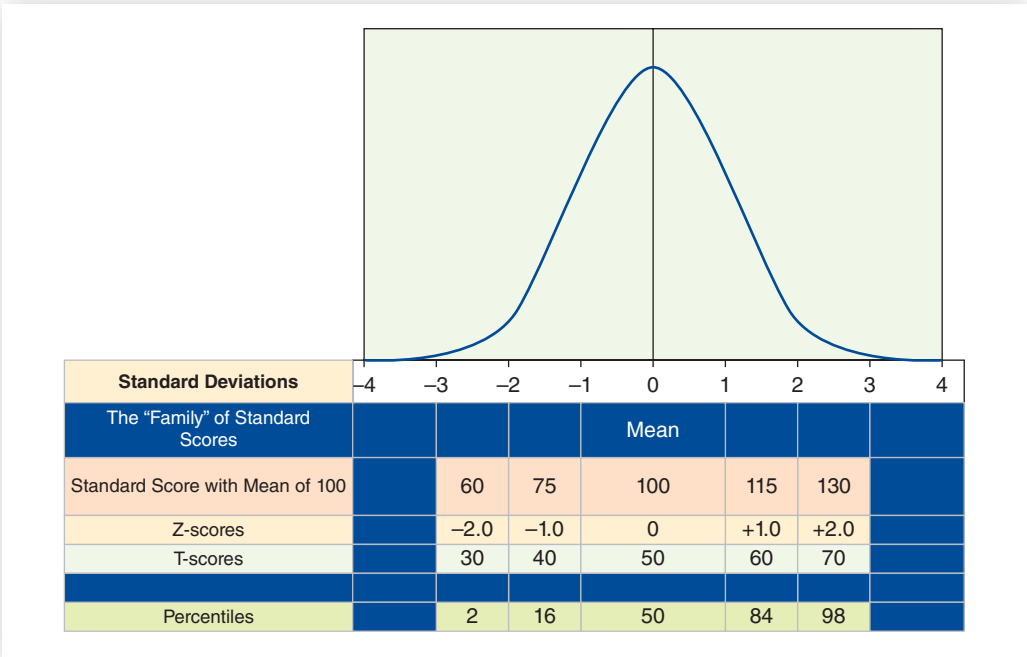 Standard Deviations –4 –3 –2 –1 0 1 2 3 4
The “Family” of Standard
Scores
Mean
Standard Score with Mean of 100 60 75 100 115 130
Z-scores –2.0 –1.0 0 +1.0 +2.0
T-scores 30 40 50 60 70
Percentiles 2 16 50 84 98